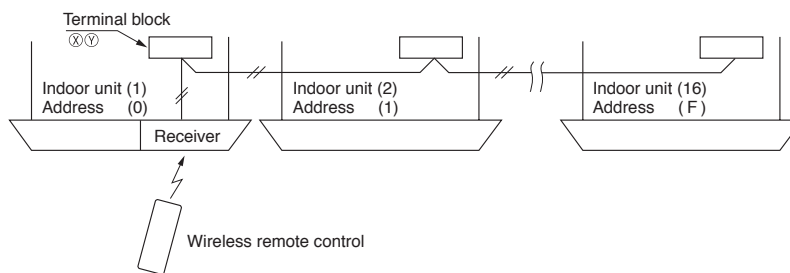 Terminal block
ⓍⓎ
Indoor unit (1)
Address (0)
Receiver
Indoor unit (2)
Address (1)
Indoor unit (16)
Address ( F )
Wireless remote control